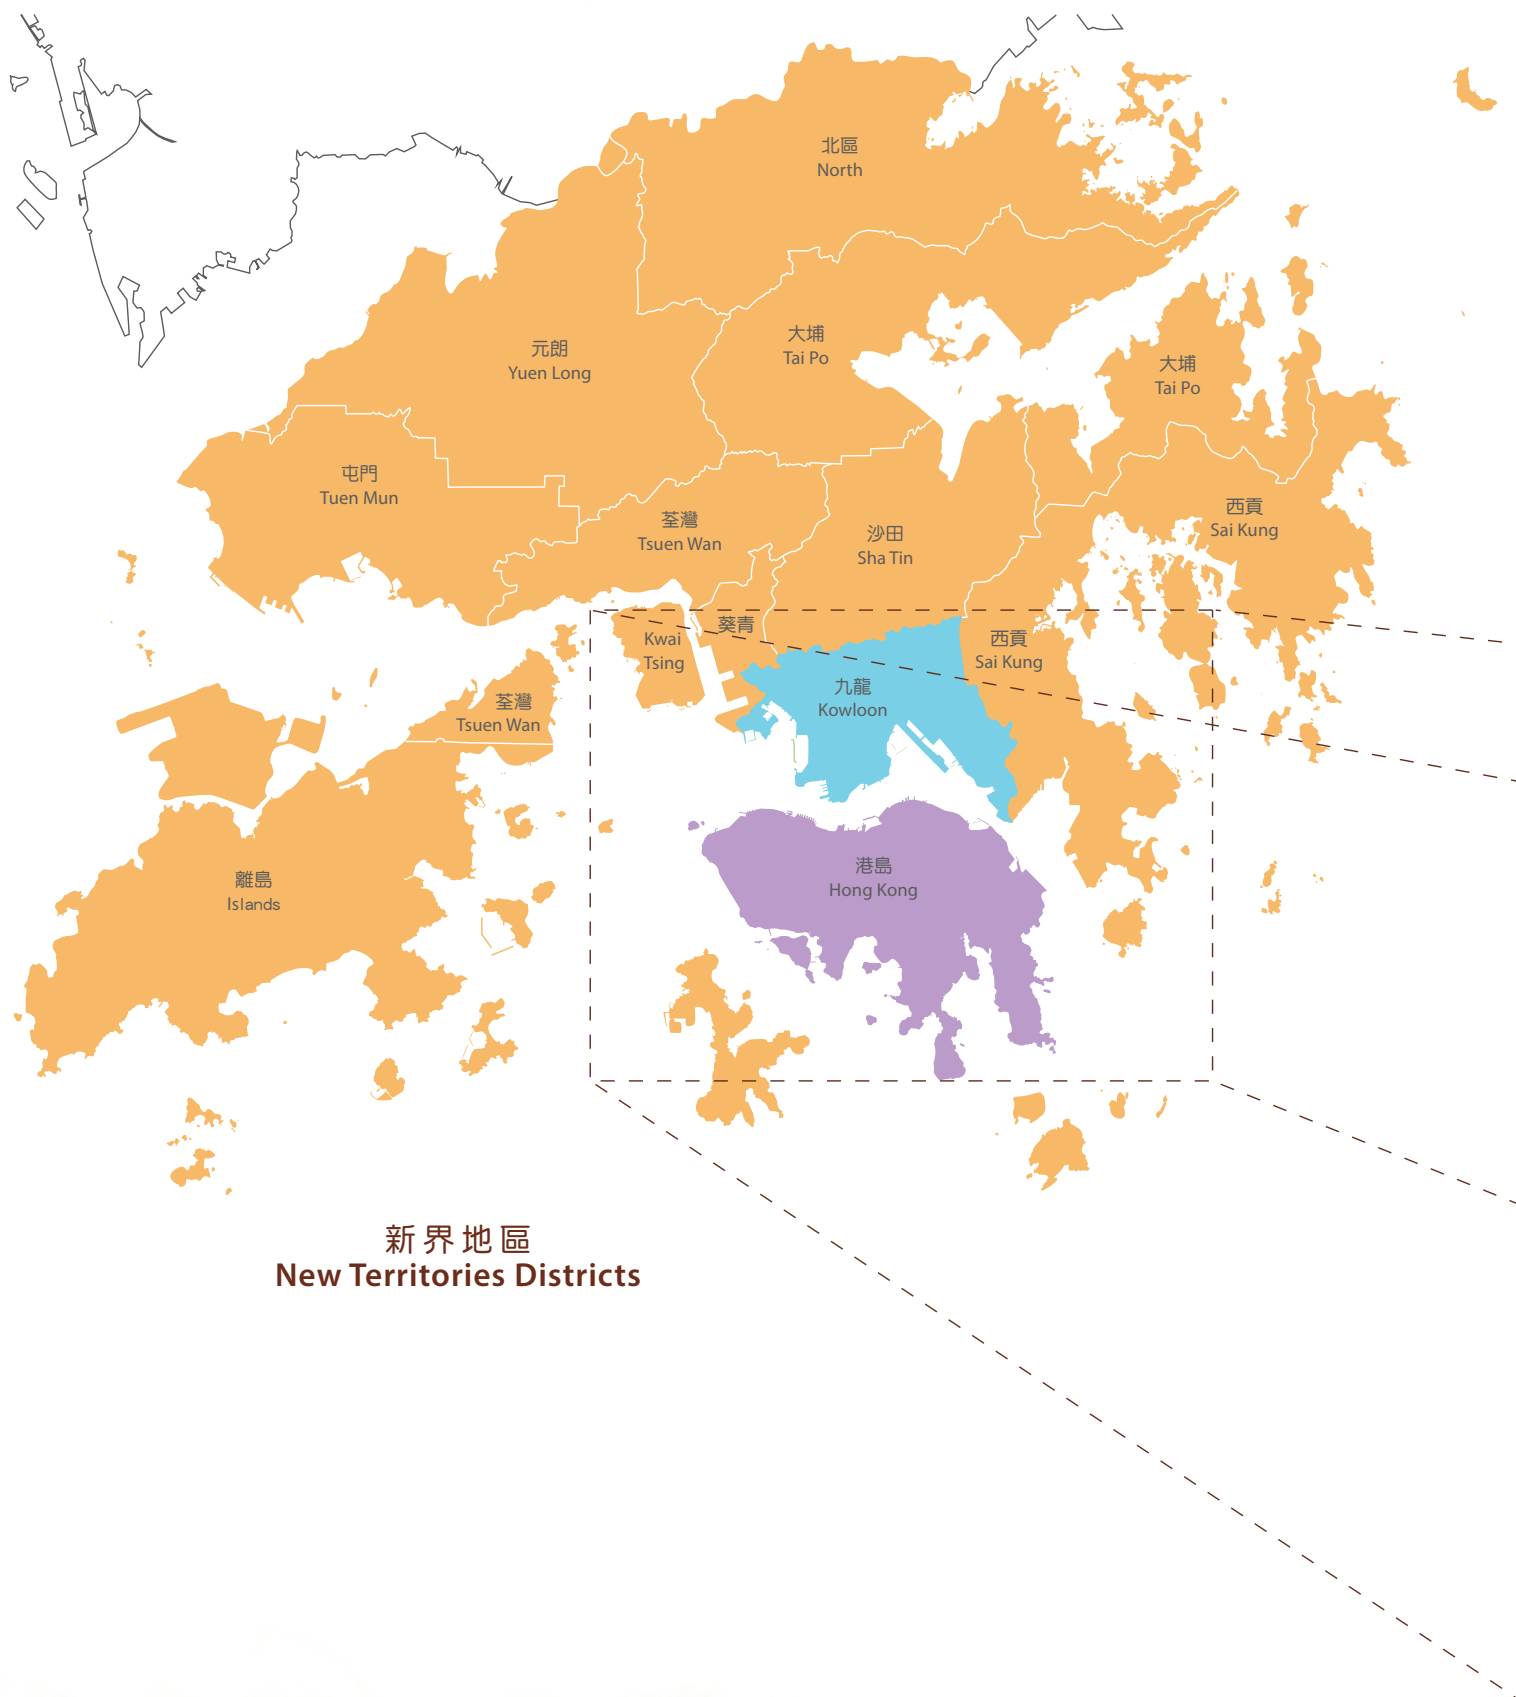 北區
North
大埔
Tai Po
元朗
Yuen Long
大埔
Tai Po
屯門
Tuen Mun
荃灣
Tsuen Wan
沙田
Sha Tin
西貢
Sai Kung
葵青
Kwai
Tsing
西貢
Sai Kung
九龍
Kowloon
荃灣
Tsuen Wan
港島
Hong Kong
離島
Islands
新界地區
New Territories Districts